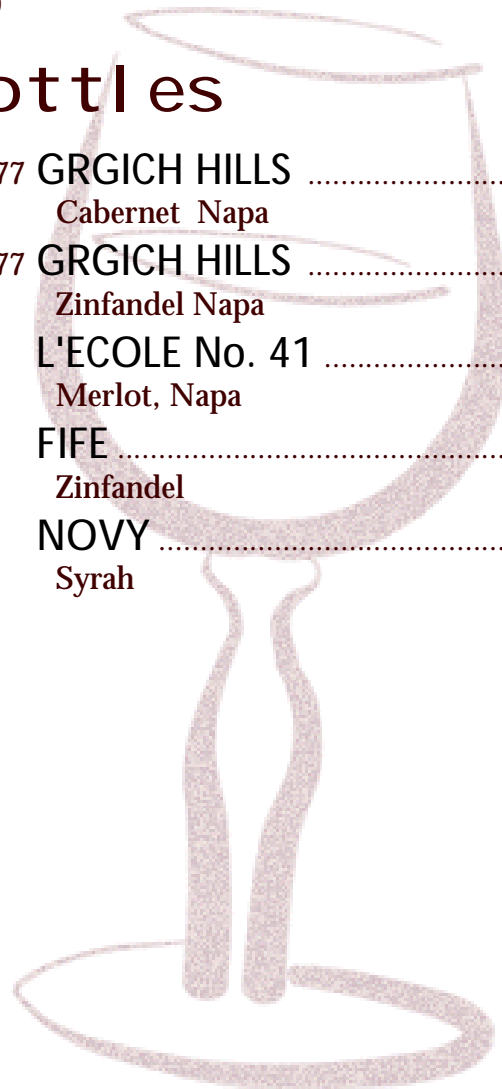 ottles
77 GRGICH HILLS ........................
Cabernet Napa
77 GRGICH HILLS ........................
Zinfandel Napa
L'ECOLE No. 41 ......................
Merlot, Napa
FIFE ................................................
Zinfandel
NOVY ...........................................
Syrah